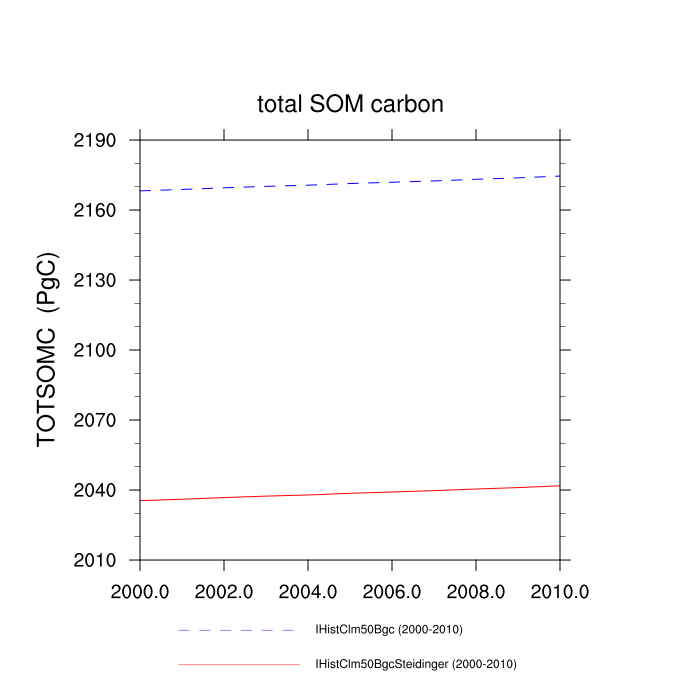 total SOM carbon
2190
2160
2130
2100
2070
2040
2010
TOTSOMC (PgC)
2000.0 2002.0 2004.0 2006.0 2008.0 2010.0
IHistClm50Bgc (2000-2010)
IHistClm50BgcSteidinger (2000-2010)